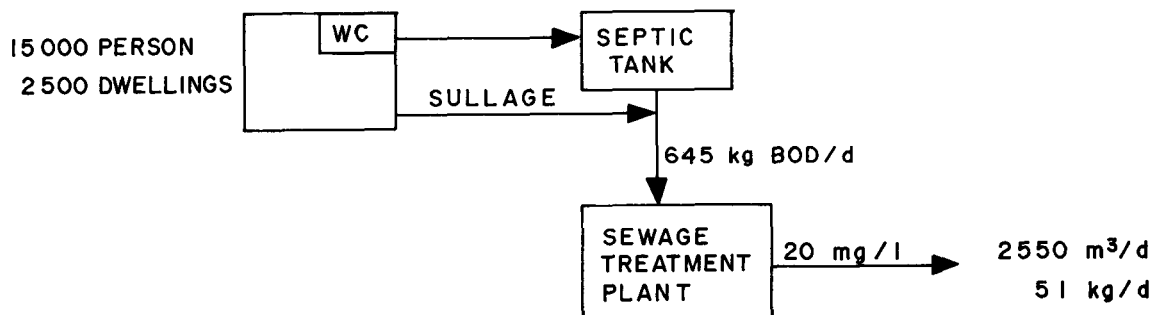 15 000 PERSON
2 500 DWELLINGS
WC
SEPTIC
TANK
SULLAGE
645 kg BOD/d
SEWAGE
TREATMENT
PLANT
20 mg/l
2550 m³/d
51 kg/d